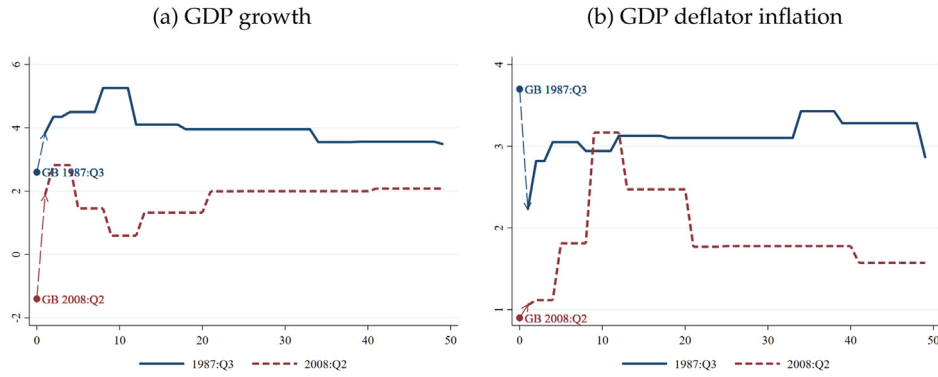 (a) GDP growth
6
4
2
0
-2
GB 1987:Q3
GB 2008:Q2
0 10 20 30 40 50
1987:Q3 2008:Q2
(b) GDP deflator inflation
4
3
2
1
GB 1987:Q3
GB 2008:Q2
0 10 20 30 40 50
1987:Q3 2008:Q2